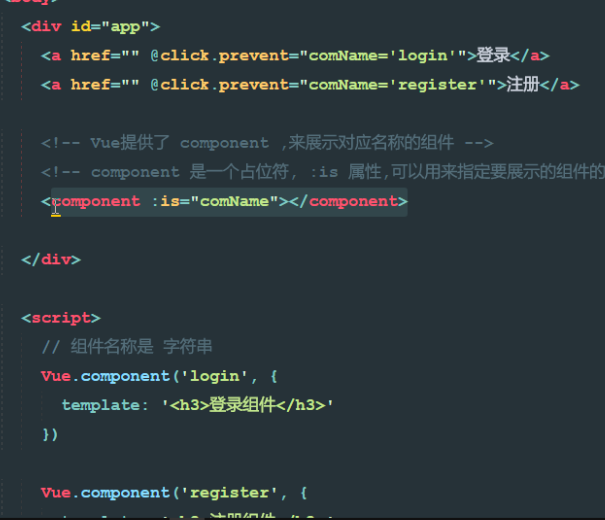 <body>
<div id="app">
<a href="" @click.prevent="comName='login'">登录</a>
<a href="" @click.prevent="comName='register'">注册</a>
<!-- Vue提供了 component ,来展示对应名称的组件 -->
<!-- component 是一个占位符, :is 属性,可以用来指定要展示的组件的
<component :is="comName"></component>
</div>
<script>
// 组件名称是 字符串
Vue.component('login', {
template: '<h3>登录组件</h3>'
})
Vue.component('register', {